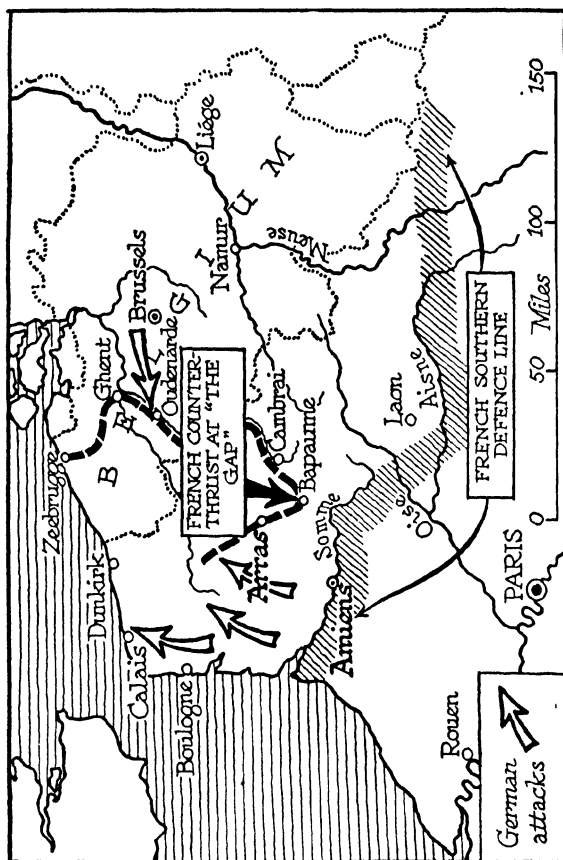 Zeebrugge
Ghent
Brussels
Oudenarde
Dunkirk
Calais
Boulogne
BELGIUM
Liége
Namur
Meuse
FRENCH COUNTER-
THRUST AT "THE
GAP"
Cambrai
Bapaume
Arras
Somme
Amiens
Laon
Aisne
Oise
FRENCH SOUTHERN
DEFENCE LINE
PARIS
Rouen
German
attacks
0 50 100 150
Miles